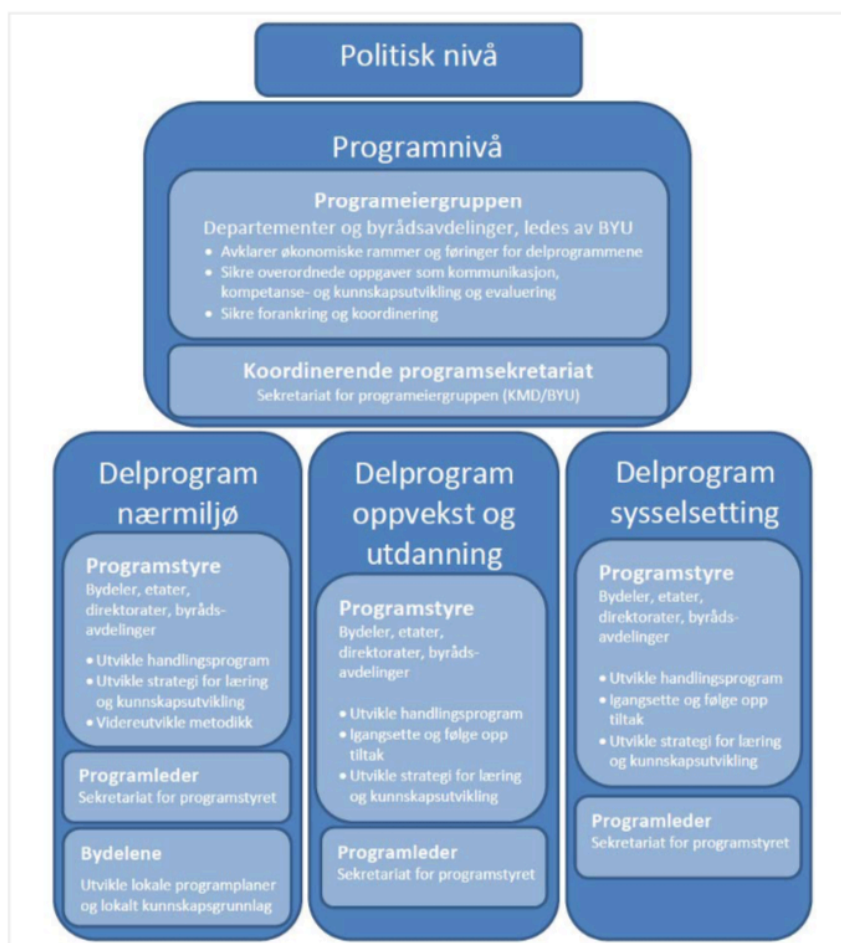 Politisk nivå
Programnivå
Programeiergruppen
Departementer og byrådsavdelinger, ledes av BYU
• Avklarer økonomiske rammer og føringer for delprogrammene
• Sikre overordnede oppgaver som kommunikasjon,
kompetanse- og kunnskapsutvikling og evaluering
• Sikre forankring og koordinering
Koordinerende programsekretariat
Sekretariat for programeiergruppen (KMD/BYU)
Delprogram
nærmiljø
Programstyre
Bydeler, etater,
direktorater, byråds-
avdelinger
• Utvikle handlingsprogram
• Utvikle strategi for læring
og kunnskapsutvikling
• Videreutvikle metodikk
Programleder
Sekretariat for programstyret
Bydelene
Utvikle lokale programplaner
og lokalt kunnskapsgrunnlag
Delprogram
oppvekst og
utdanning
Programstyre
Bydeler, etater,
direktorater, byråds-
avdelinger
• Utvikle handlingsprogram
• Igangsette og følge opp
tiltak
• Utvikle strategi for læring
og kunnskapsutvikling
Programleder
Sekretariat for programstyret
Delprogram
sysselsetting
Programstyre
Bydeler, etater,
direktorater, byråds-
avdelinger
• Utvikle handlingsprogram
• Igangsette og følge opp
tiltak
• Utvikle strategi for læring
og kunnskapsutvikling
Programleder
Sekretariat for programstyret